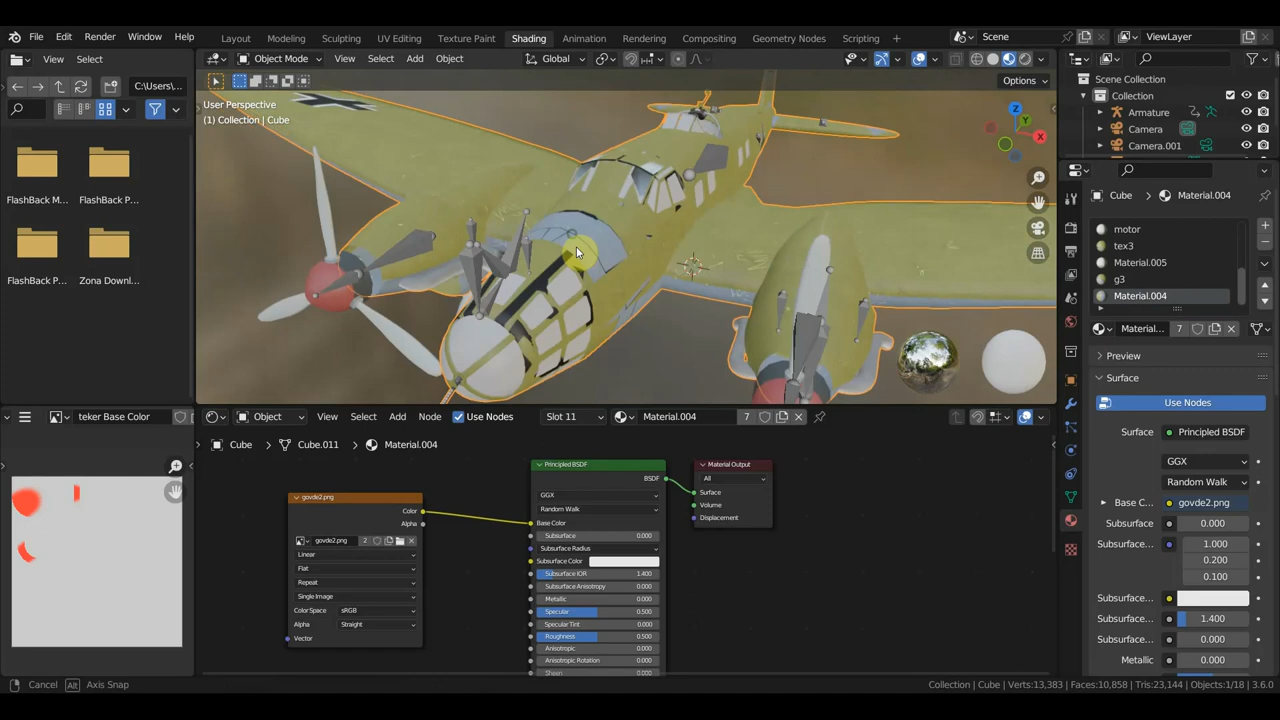 File Edit Render Window Help Layout Modeling Sculpting UV Editing Texture Paint Shading Animation Rendering Compositing Geometry Nodes Scripting + Scene ViewLayer
View Select Object Mode View Select Add Object Global
C:\Users\... Options
User Perspective
(1) Collection | Cube
Scene Collection
Collection
Armature
Camera
Camera.001
Z
Y
X
FlashBack M... FlashBack P...
FlashBack P... Zona Downl...
Cube Material.004
motor
tex3
Material.005
g3
Material.004
Material... 7
Preview
Surface
Use Nodes
Surface Principled BSDF
GGX
Random Walk
Base C... govde2.png
Subsurface 0.000
Subsurface... 1.000
0.200
0.100
Subsurface...
Subsurface... 1.400
Subsurface... 0.000
Metallic 0.000
teker Base Color
Object View Select Add Node Use Nodes Slot 11 Material.004 7
Cube Cube.011 Material.004
govde2.png
Color
Alpha
govde2.png 2
Linear
Flat
Repeat
Single Image
Color Space sRGB
Alpha Straight
Vector
Principled BSDF
BSDF
GGX
Random Walk
Base Color
Subsurface 0.000
Subsurface Radius
Subsurface Color
Subsurface IOR 1.400
Subsurface Anisotropy 0.000
Metallic 0.000
Specular 0.500
Specular Tint 0.000
Roughness 0.500
Anisotropic 0.000
Anisotropic Rotation 0.000
Sheen 0.000
Material Output
All
Surface
Volume
Displacement
Cancel Alt Axis Snap
Collection | Cube | Verts:13,383 | Faces:10,858 | Tris:23,144 | Objects:1/18 | 3.6.0